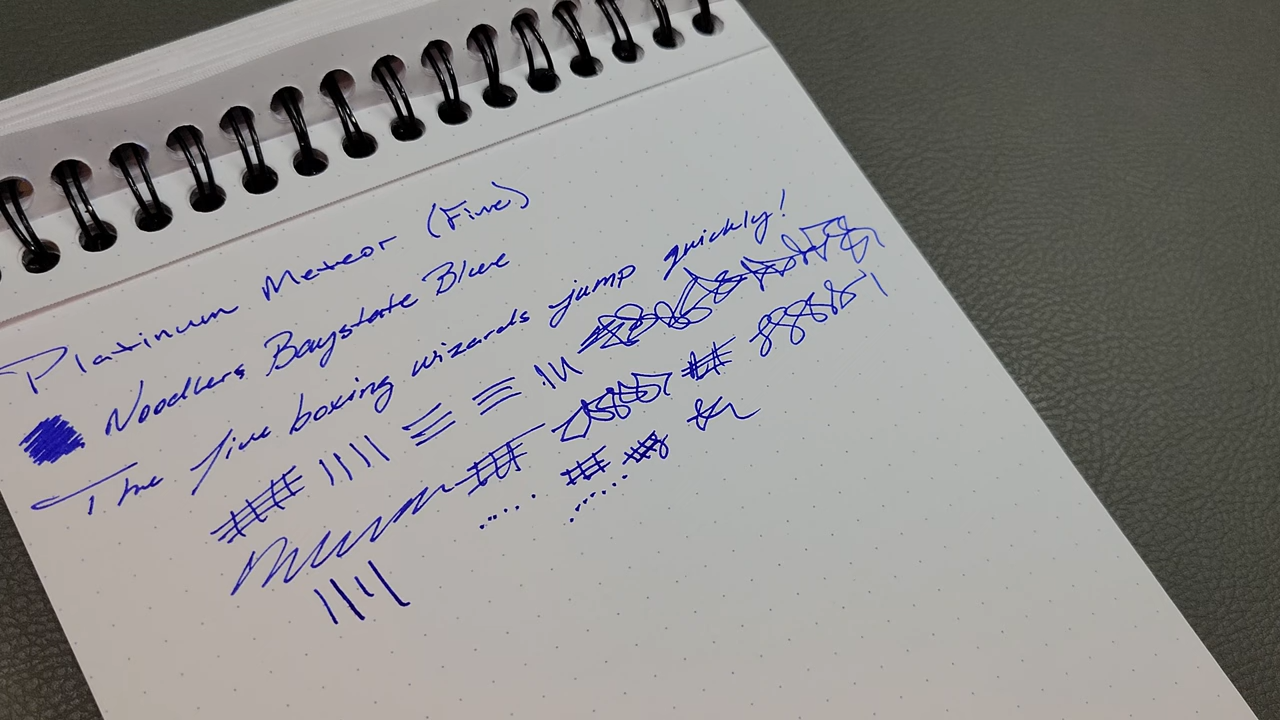 Platinum Meteor (Fine)
Noodlers Baystate Blue
The five boxing wizards jump quickly!